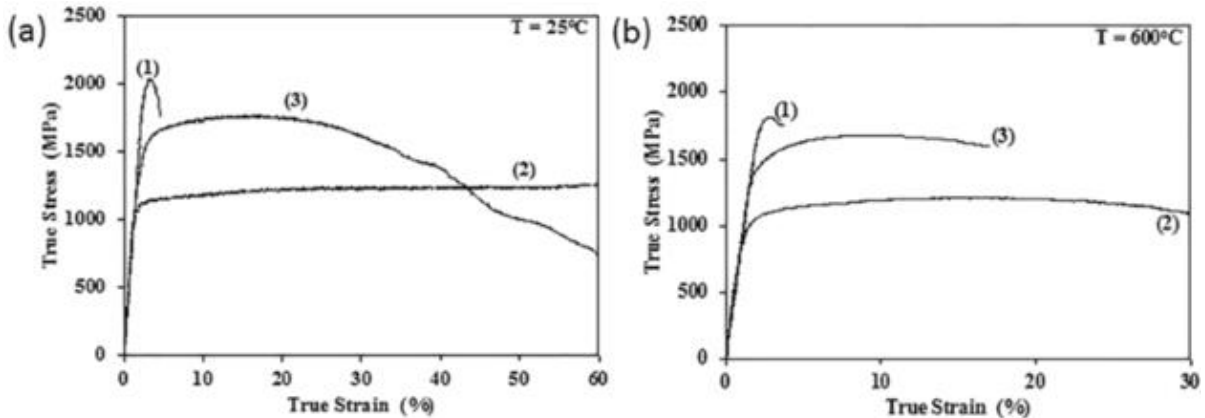 (a)
T = 25°C
2500
2000
1500
1000
500
0
True Stress (MPa)
(1)
(3)
(2)
0 10 20 30 40 50 60
True Strain (%)
(b)
T = 600°C
2500
2000
1500
1000
500
0
True Stress (MPa)
(1)
(3)
(2)
0 10 20 30
True Strain (%)